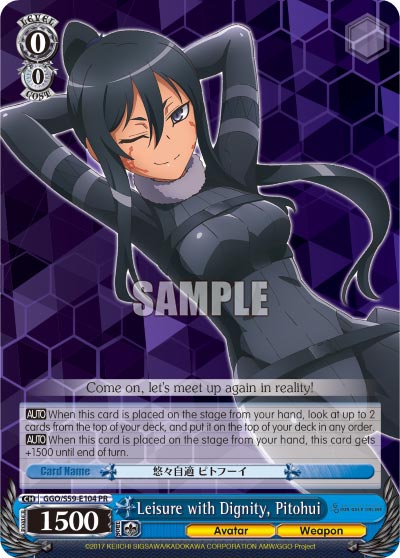 LEVEL
0
0
COST
SAMPLE
Come on, let's meet up again in reality!
AUTO When this card is placed on the stage from your hand, look at up to 2
cards from the top of your deck, and put it on the top of your deck in any order.
AUTO When this card is placed on the stage from your hand, this card gets
+1500 until end of turn.
Card Name 悠々自適 ピトフーイ
CH GGO/SS9-E104 PR
POWER 1500
Leisure with Dignity, Pitohui
Avatar Weapon
©2017 KEIICHI SIGSAWA/KADOKAWA CORPORATION AMW/GGO Project